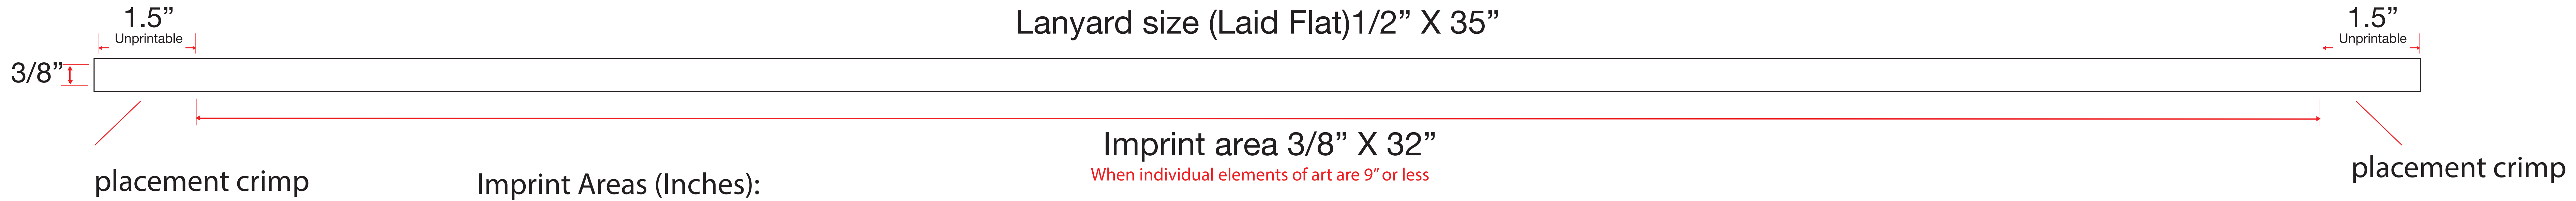 1.5”
Unprintable
Lanyard size (Laid Flat)1/2” X 35”
1.5”
Unprintable
3/8”
Imprint area 3/8” X 32”
When individual elements of art are 9” or less
placement crimp
Imprint Areas (Inches):
placement crimp